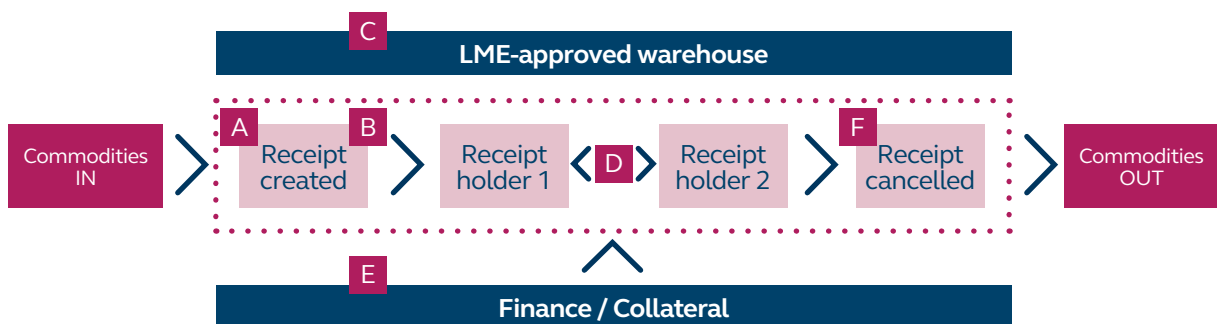 C
LME-approved warehouse
Commodities
IN
A
Receipt
created
B
Receipt
holder 1
D
Receipt
holder 2
F
Receipt
cancelled
Commodities
OUT
E
Finance / Collateral